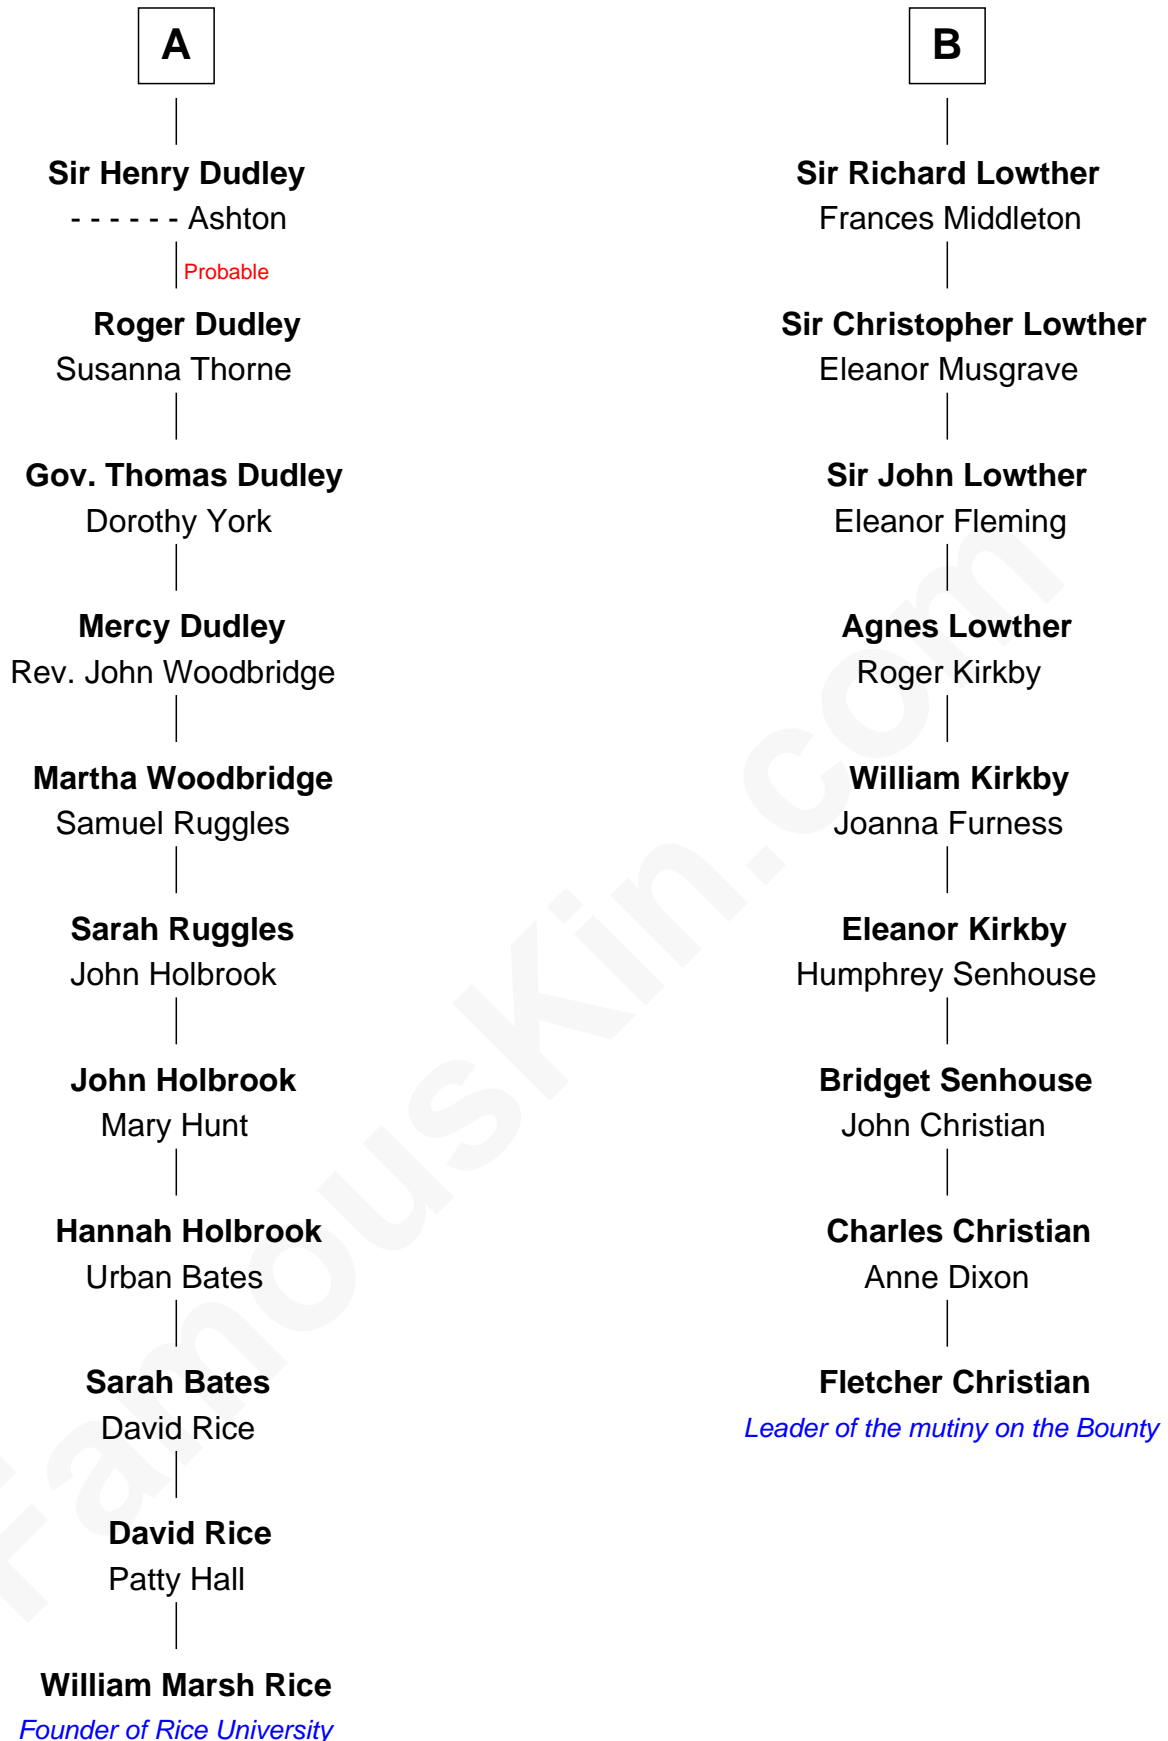 A
Sir Henry Dudley
- - - - - - Ashton
Probable
Roger Dudley
Susanna Thorne
Gov. Thomas Dudley
Dorothy York
Mercy Dudley
Rev. John Woodbridge
Martha Woodbridge
Samuel Ruggles
Sarah Ruggles
John Holbrook
John Holbrook
Mary Hunt
Hannah Holbrook
Urban Bates
Sarah Bates
David Rice
David Rice
Patty Hall
William Marsh Rice
Founder of Rice University
B
Sir Richard Lowther
Frances Middleton
Sir Christopher Lowther
Eleanor Musgrave
Sir John Lowther
Eleanor Fleming
Agnes Lowther
Roger Kirkby
William Kirkby
Joanna Furness
Eleanor Kirkby
Humphrey Senhouse
Bridget Senhouse
John Christian
Charles Christian
Anne Dixon
Fletcher Christian
Leader of the mutiny on the Bounty
FamousKin.com